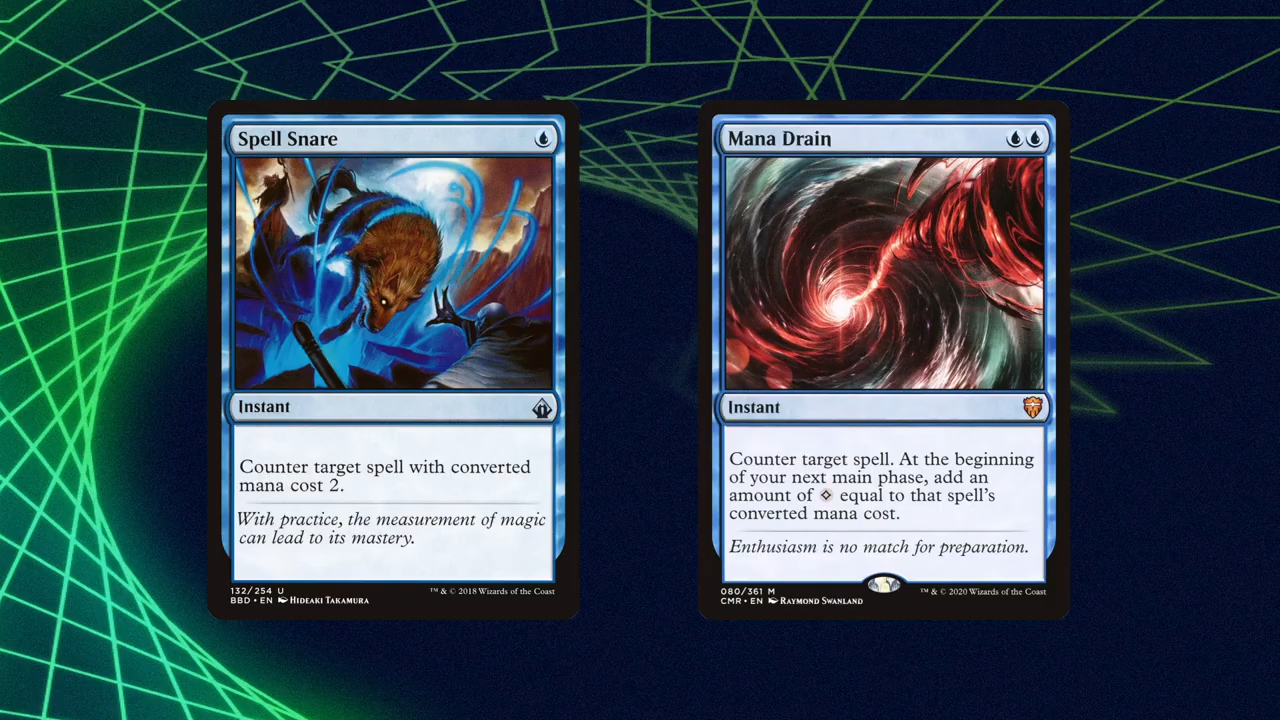 Spell Snare
Instant
Counter target spell with converted
mana cost 2.
With practice, the measurement of magic
can lead to its mastery.
132/254 U
BBD • EN Hideaki Takamura
™ & © 2018 Wizards of the Coast
Mana Drain
Instant
Counter target spell. At the beginning
of your next main phase, add an
amount of equal to that spell's
converted mana cost.
Enthusiasm is no match for preparation.
080/361 M
CMR • EN Raymond Swanland
™ & © 2020 Wizards of the Coast